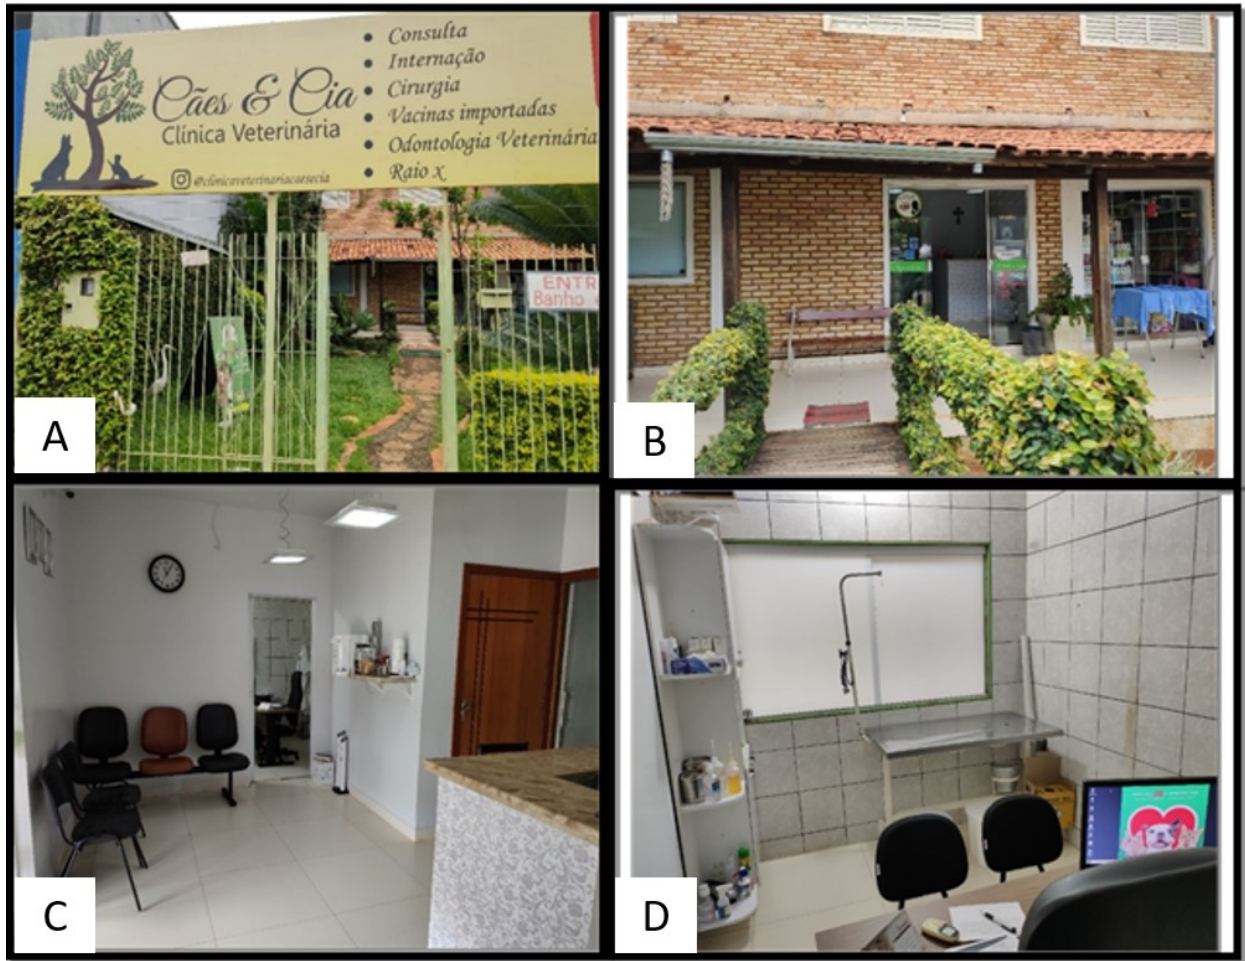 Cães & Cia
Clínica Veterinária
@clinicaveterinariacaesecia
• Consulta
• Internação
• Cirurgia
• Vacinas importadas
• Odontologia Veterinária
• Raio x
ENTR
Banho e
A
B
C
D